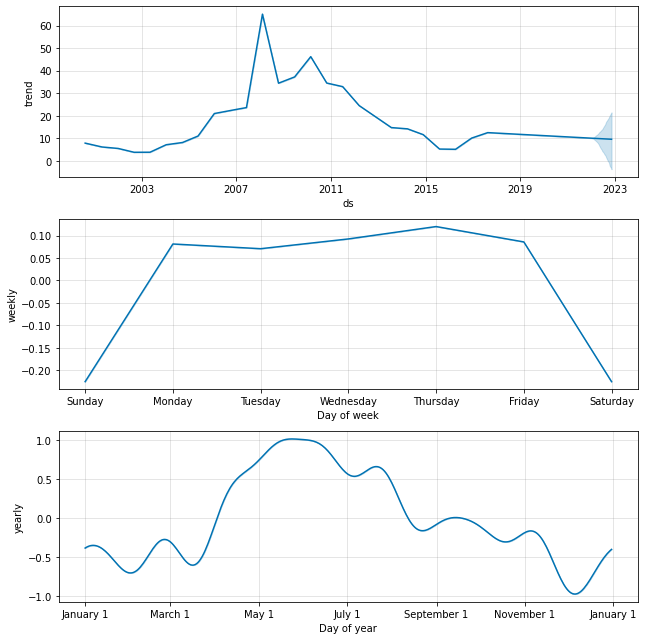 60
50
40
30
20
10
0
trend
2003 2007 2011 2015 2019 2023
ds
0.10
0.05
0.00
−0.05
−0.10
−0.15
−0.20
weekly
Sunday Monday Tuesday Wednesday Thursday Friday Saturday
Day of week
1.0
0.5
0.0
−0.5
−1.0
yearly
January 1 March 1 May 1 July 1 September 1 November 1 January 1
Day of year